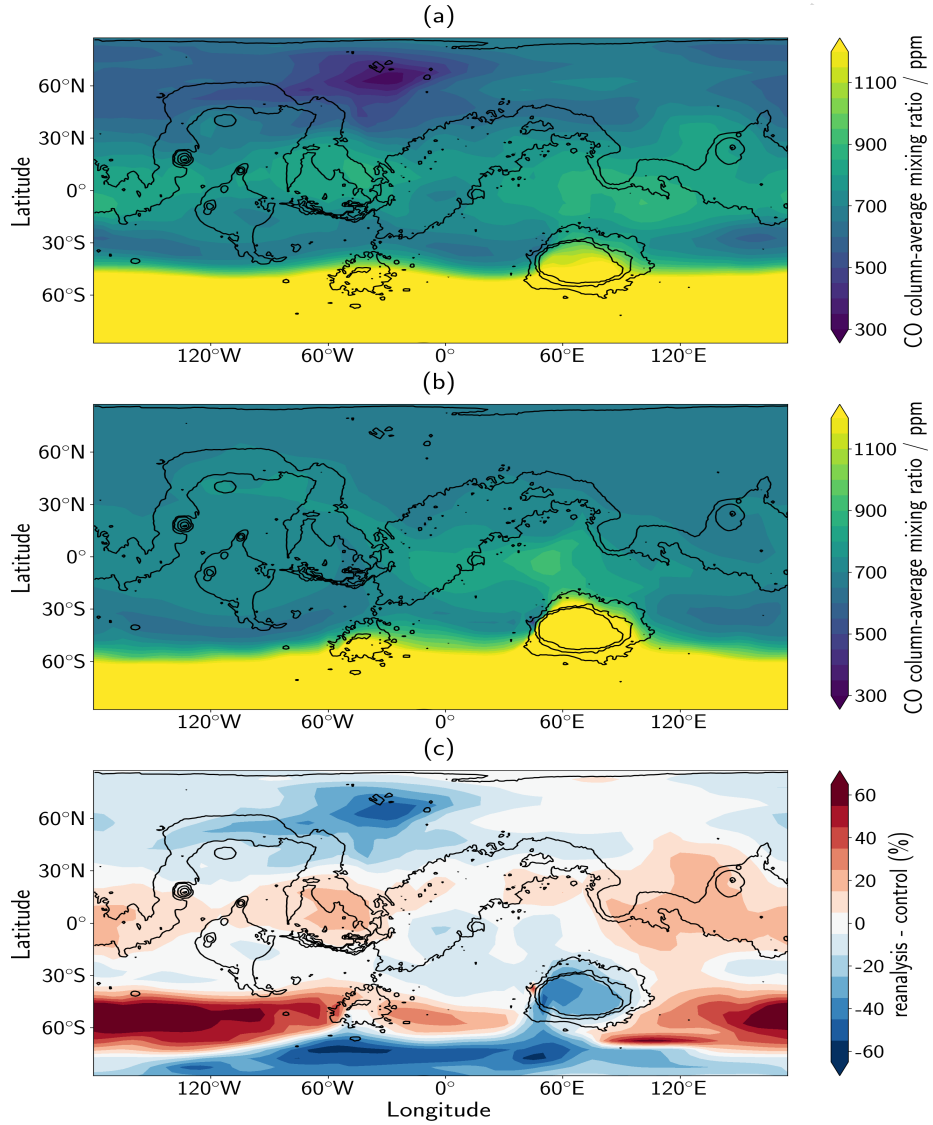 (a)
60°N
30°N
0°
30°S
60°S
Latitude
120°W 60°W 0° 60°E 120°E
1100
900
700
500
300
CO column-average mixing ratio / ppm
(b)
60°N
30°N
0°
30°S
60°S
Latitude
120°W 60°W 0° 60°E 120°E
1100
900
700
500
300
CO column-average mixing ratio / ppm
(c)
60°N
30°N
0°
30°S
60°S
Latitude
120°W 60°W 0° 60°E 120°E
Longitude
60
40
20
0
-20
-40
-60
reanalysis - control (%)